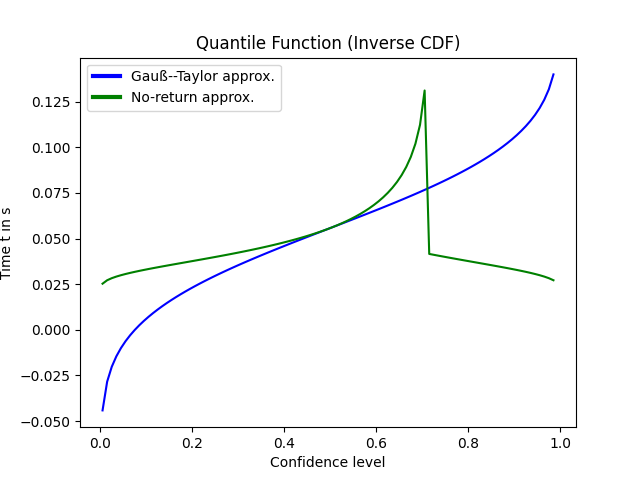 Quantile Function (Inverse CDF)
Gauß--Taylor approx.
No-return approx.
Time t in s
0.125
0.100
0.075
0.050
0.025
0.000
−0.025
−0.050
0.0 0.2 0.4 0.6 0.8 1.0
Confidence level